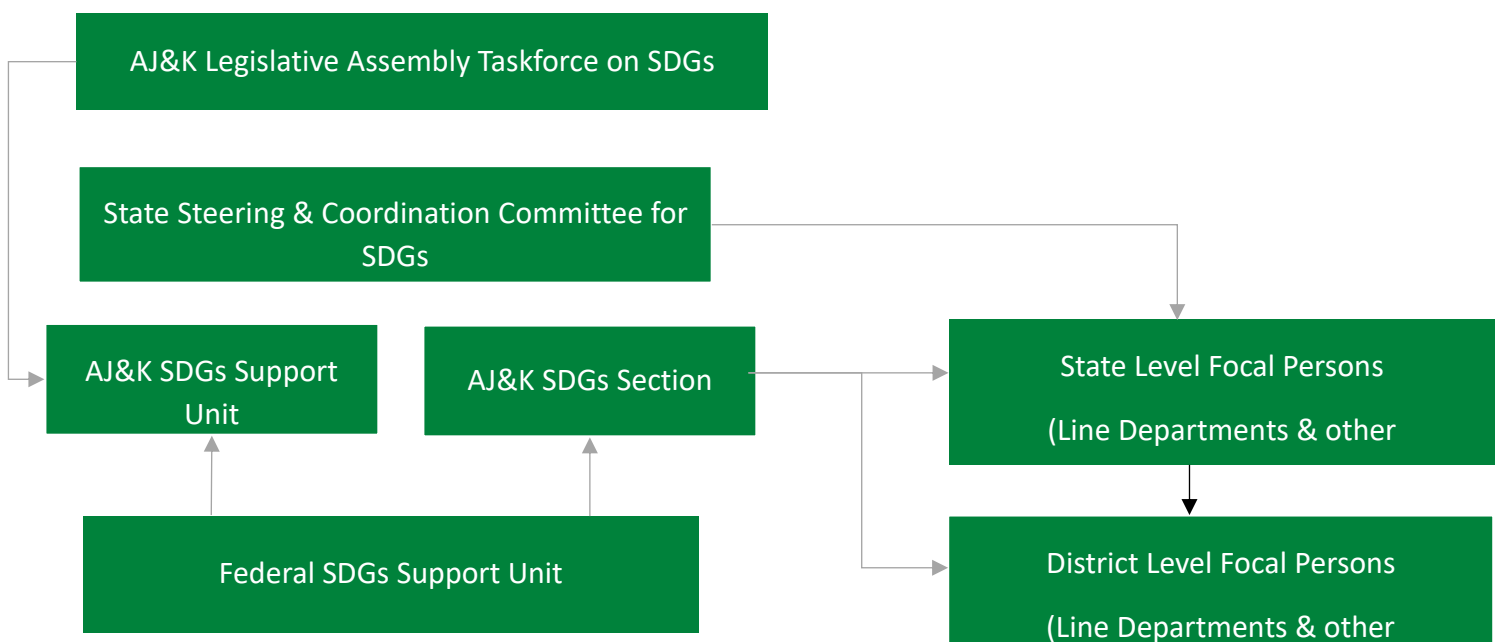 AJ&K Legislative Assembly Taskforce on SDGs
State Steering & Coordination Committee for
SDGs
AJ&K SDGs Support
Unit
AJ&K SDGs Section
State Level Focal Persons
(Line Departments & other
Federal SDGs Support Unit
District Level Focal Persons
(Line Departments & other